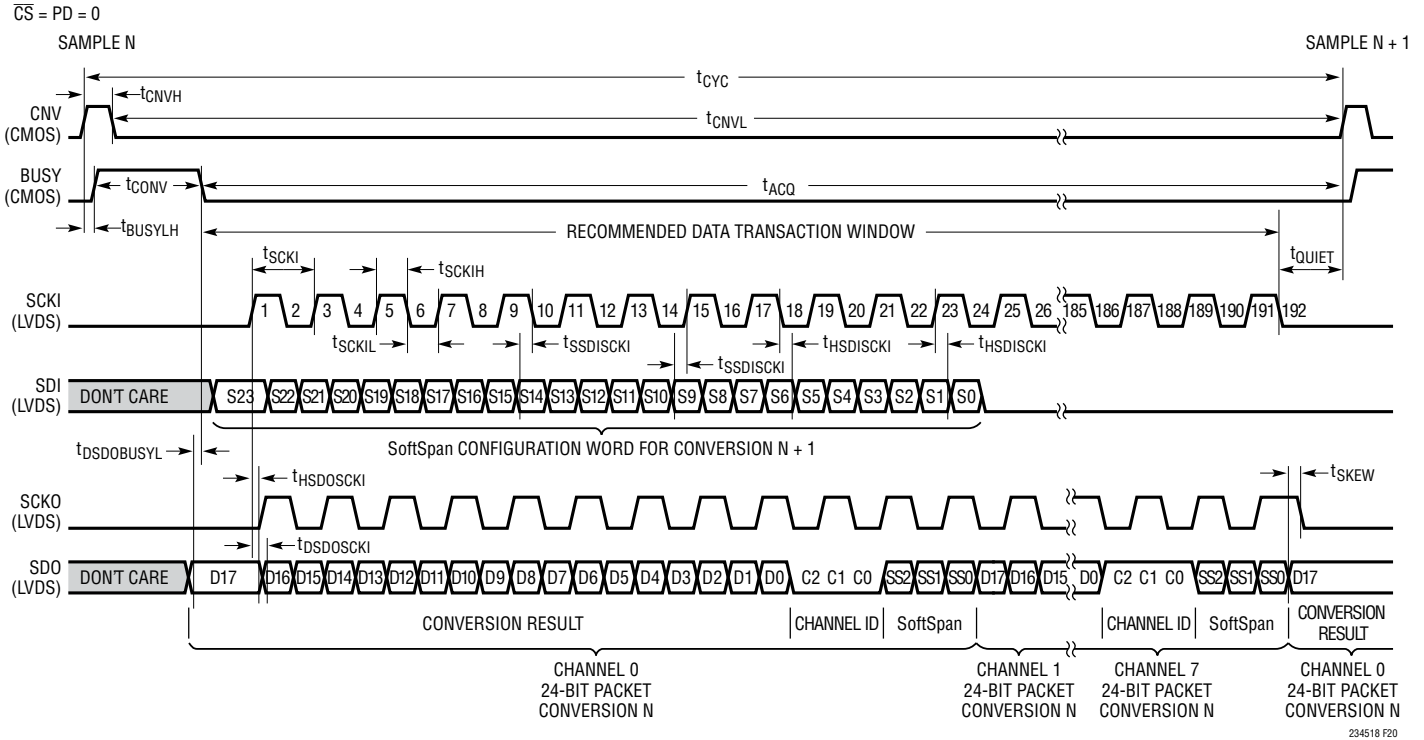 CS = PD = 0
SAMPLE N
SAMPLE N + 1
tCYC
tCNVH
CNV
(CMOS)
tCNVL
BUSY
(CMOS)
tCONV
tACQ
tBUSYLH
RECOMMENDED DATA TRANSACTION WINDOW
tSCKI
tSCKIH
tQUIET
SCKI
(LVDS)
1 2 3 4 5 6 7 8 9 10 11 12 13 14 15 16 17 18 19 20 21 22 23 24 25 26 185 186 187 188 189 190 191 192
tSCKIL
tSSDISCKI
tSSDISCKI
tHSDISCKI
tHSDISCKI
SDI
(LVDS)
DON'T CARE S23 S22 S21 S20 S19 S18 S17 S16 S15 S14 S13 S12 S11 S10 S9 S8 S7 S6 S5 S4 S3 S2 S1 S0
SoftSpan CONFIGURATION WORD FOR CONVERSION N + 1
tDSDOBUSYL
tHSDOSCKI
tSKEW
SCKO
(LVDS)
tDSDOSCKI
SDO
(LVDS)
DON'T CARE D17 D16 D15 D14 D13 D12 D11 D10 D9 D8 D7 D6 D5 D4 D3 D2 D1 D0 C2 C1 C0 SS2 SS1 SS0 D17 D16 D15 D0 C2 C1 C0 SS2 SS1 SS0 D17
CONVERSION RESULT
CHANNEL ID
SoftSpan
CHANNEL ID
SoftSpan
CONVERSION
RESULT
CHANNEL 0
24-BIT PACKET
CONVERSION N
CHANNEL 1
24-BIT PACKET
CONVERSION N
CHANNEL 7
24-BIT PACKET
CONVERSION N
CHANNEL 0
24-BIT PACKET
CONVERSION N
234518 F20